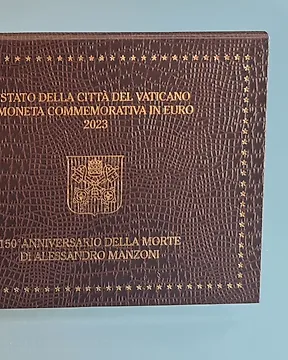 STATO DELLA CITTÀ DEL VATICANO
MONETA COMMEMORATIVA IN EURO
2023
150° ANNIVERSARIO DELLA MORTE
DI ALESSANDRO MANZONI